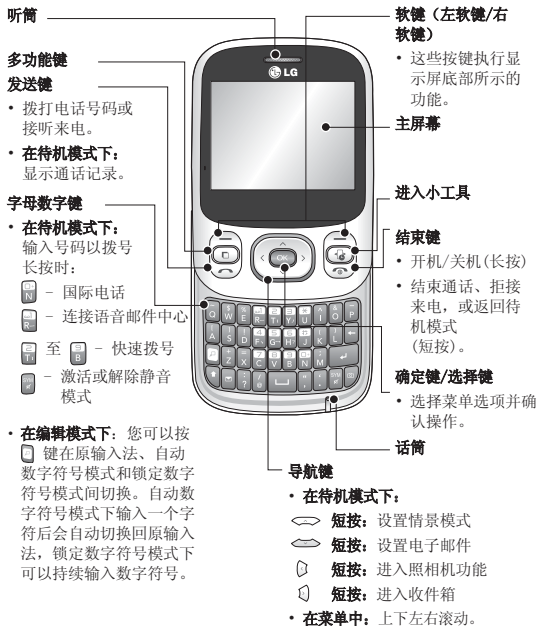 听筒
多功能键
发送键
• 拨打电话号码或
接听来电。
• 在待机模式下:
显示通话记录。
字母数字键
• 在待机模式下:
输入号码以拨号
长按时:
N - 国际电话
R - 连接语音邮件中心
T 至 B - 快速拨号
- 激活或解除静音
模式
• 在编辑模式下: 您可以按
键在原输入法、自动
数字符号模式和锁定数字
符号模式间切换。自动数
字符号模式下输入一个字
符后会自动切换回原输入
法，锁定数字符号模式下
可以持续输入数字符号。
LG
OK
Q W E R T Y U I O P
A S D F G H J K L
Z X C V B N M
软键（左软键/右
软键）
• 这些按键执行显
示屏底部所示的
功能。
主屏幕
进入小工具
结束键
• 开机/关机(长按)
• 结束通话、拒接
来电，或返回待
机模式
(短按)。
确定键/选择键
• 选择菜单选项并确
认操作。
话筒
导航键
• 在待机模式下:
短按: 设置情景模式
短按: 设置电子邮件
短按: 进入照相机功能
短按: 进入收件箱
• 在菜单中: 上下左右滚动。